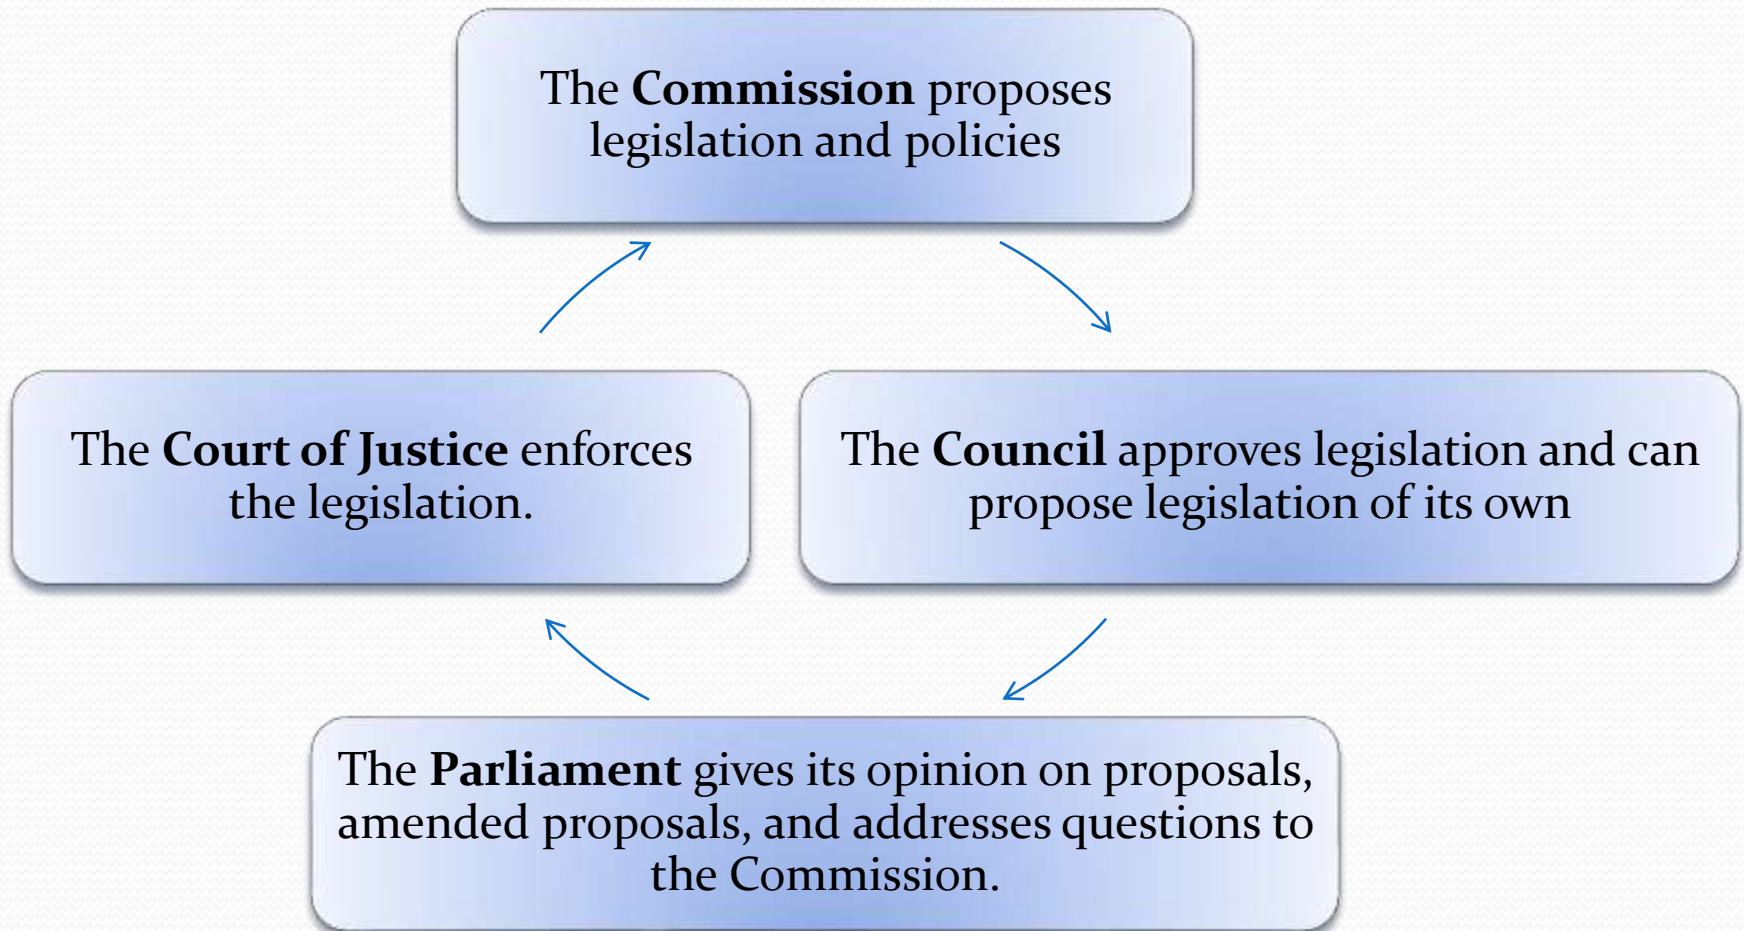 The Commission proposes
legislation and policies
The Court of Justice enforces
the legislation.
The Council approves legislation and can
propose legislation of its own
The Parliament gives its opinion on proposals,
amended proposals, and addresses questions to
the Commission.